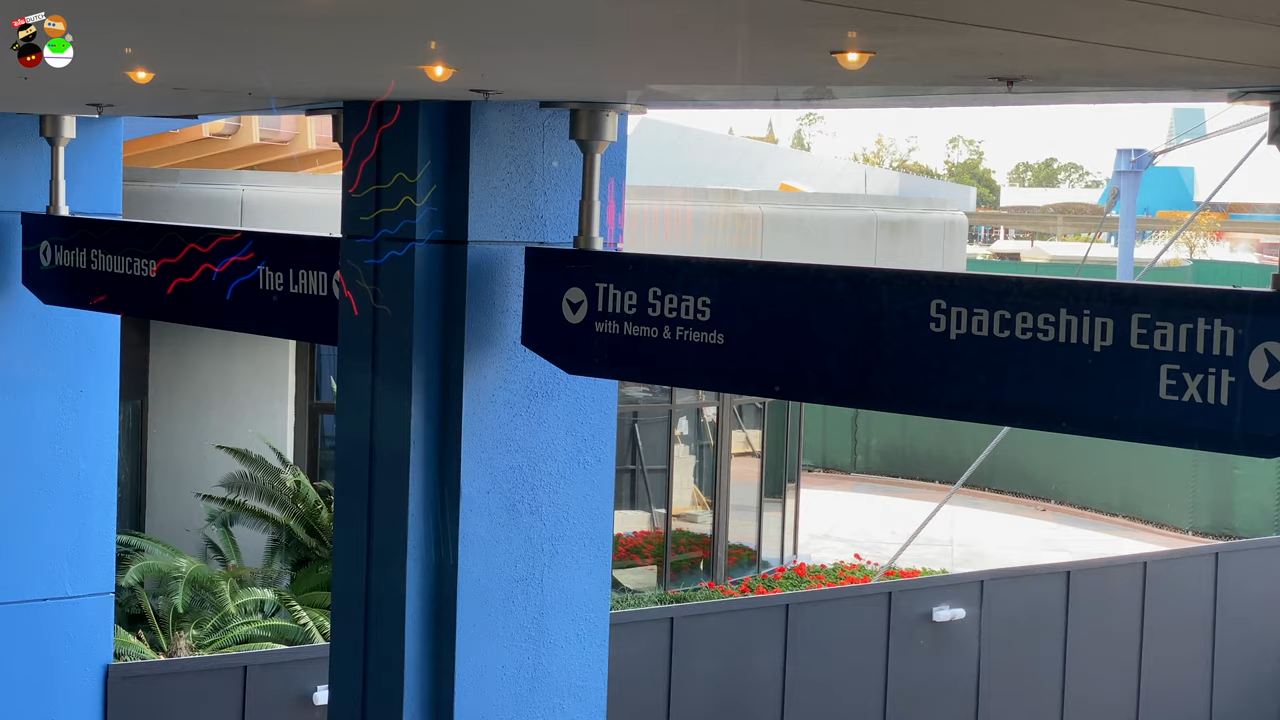 World Showcase
The LAND
The Seas
with Nemo & Friends
Spaceship Earth
Exit